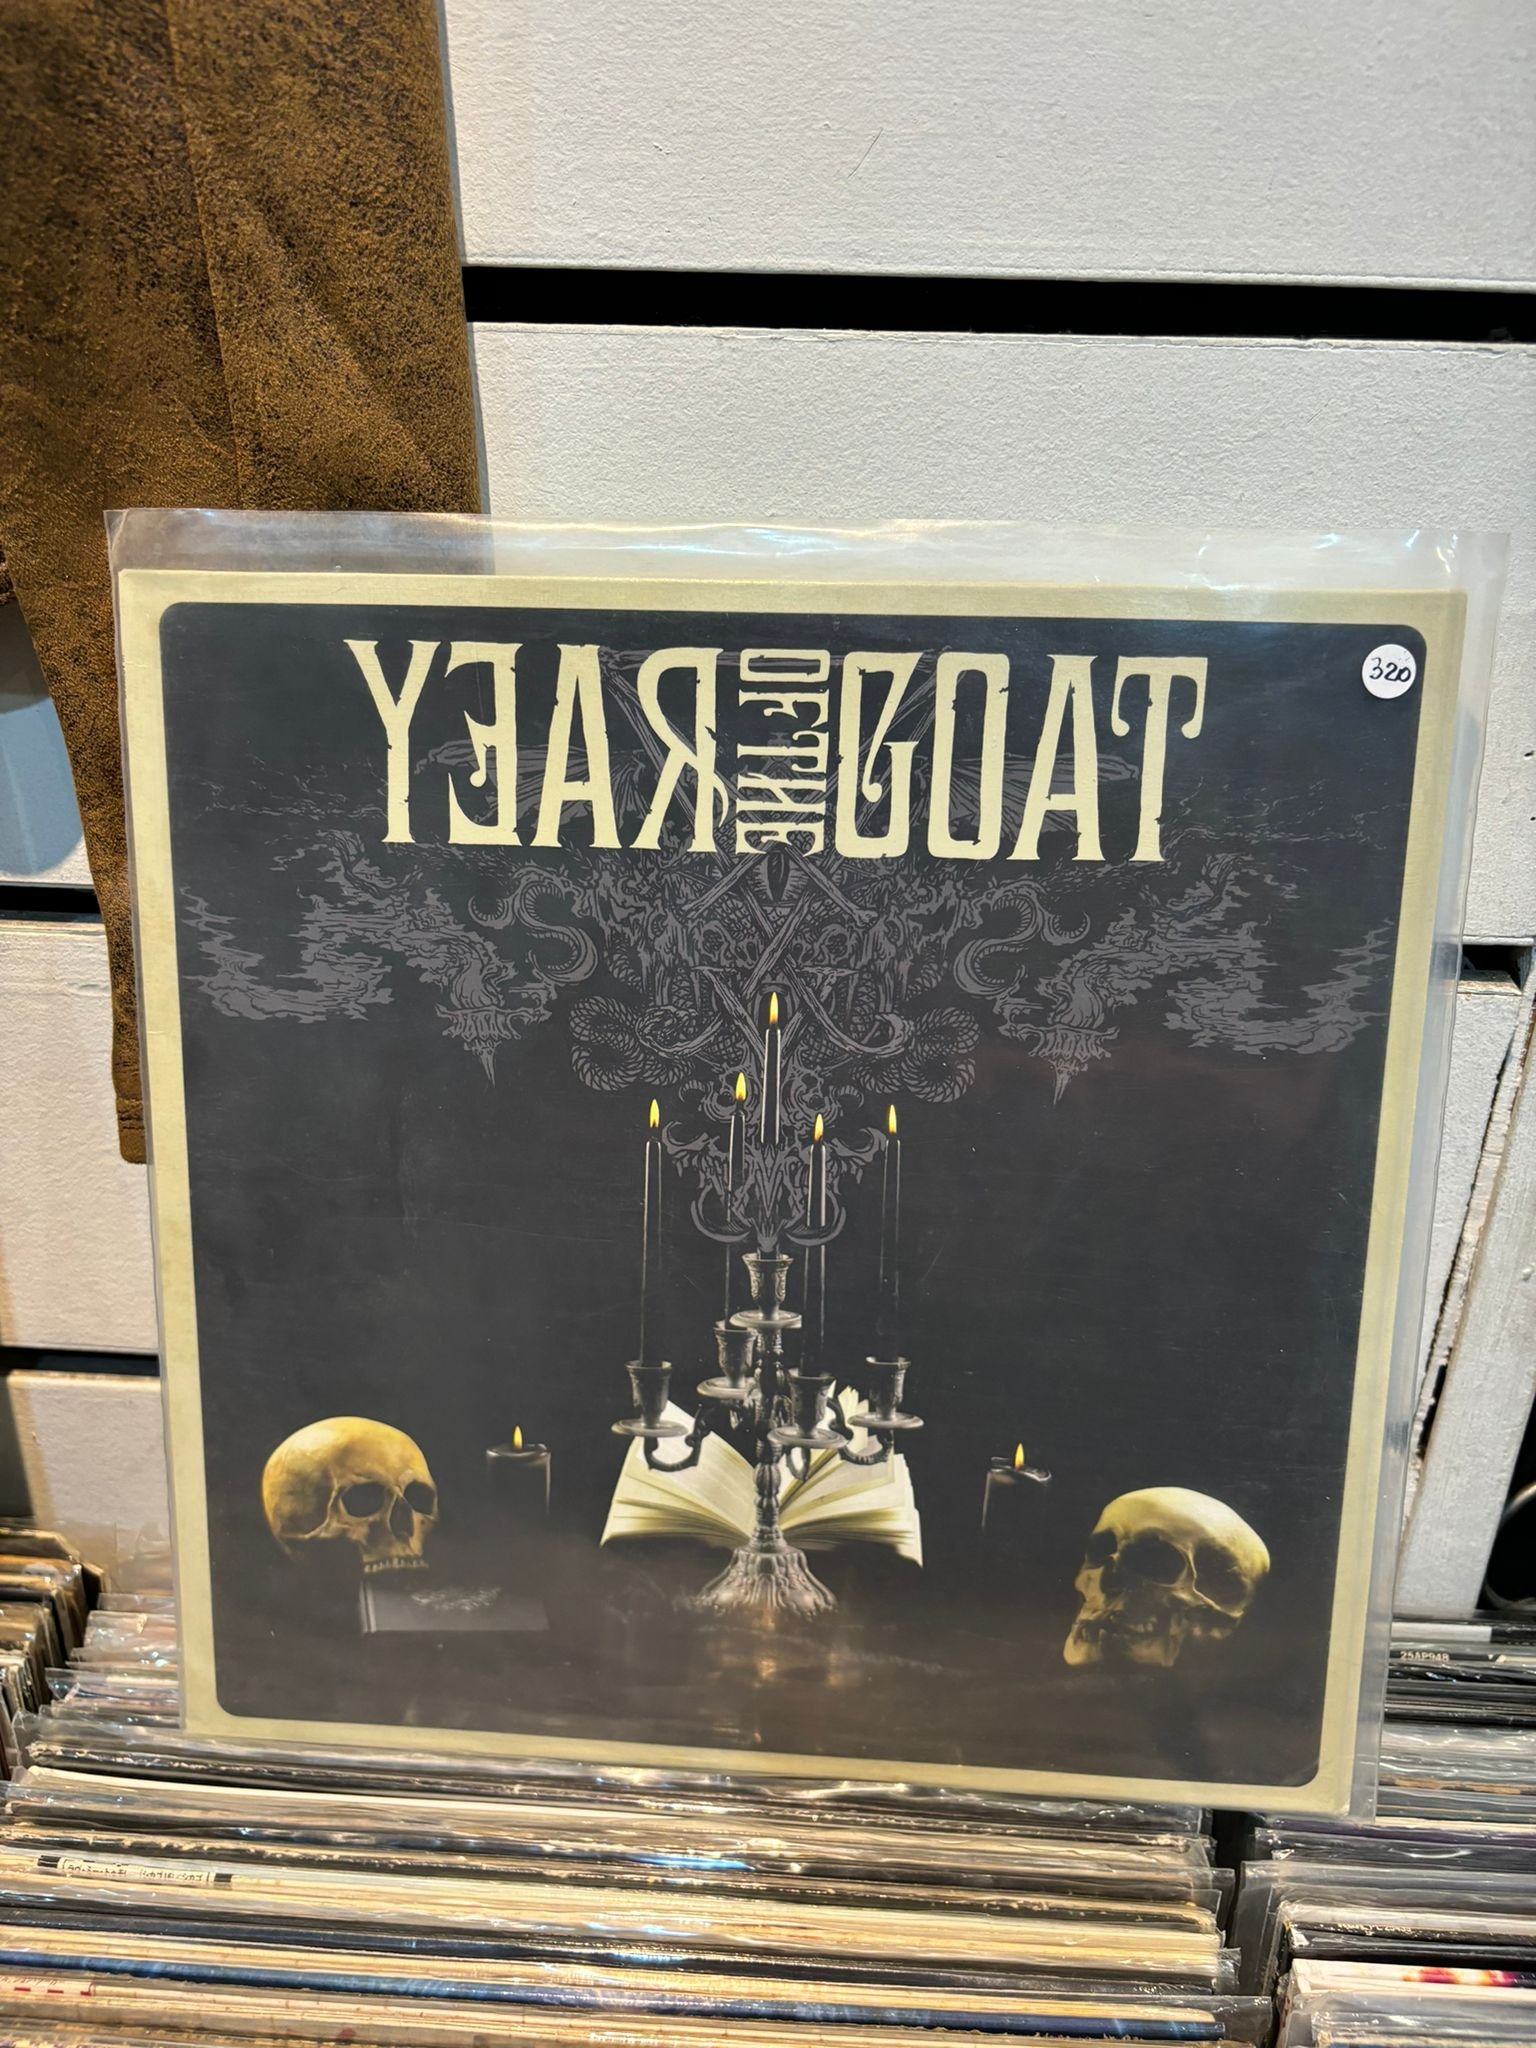 YEAR OF THE GOAT
320
25AP948